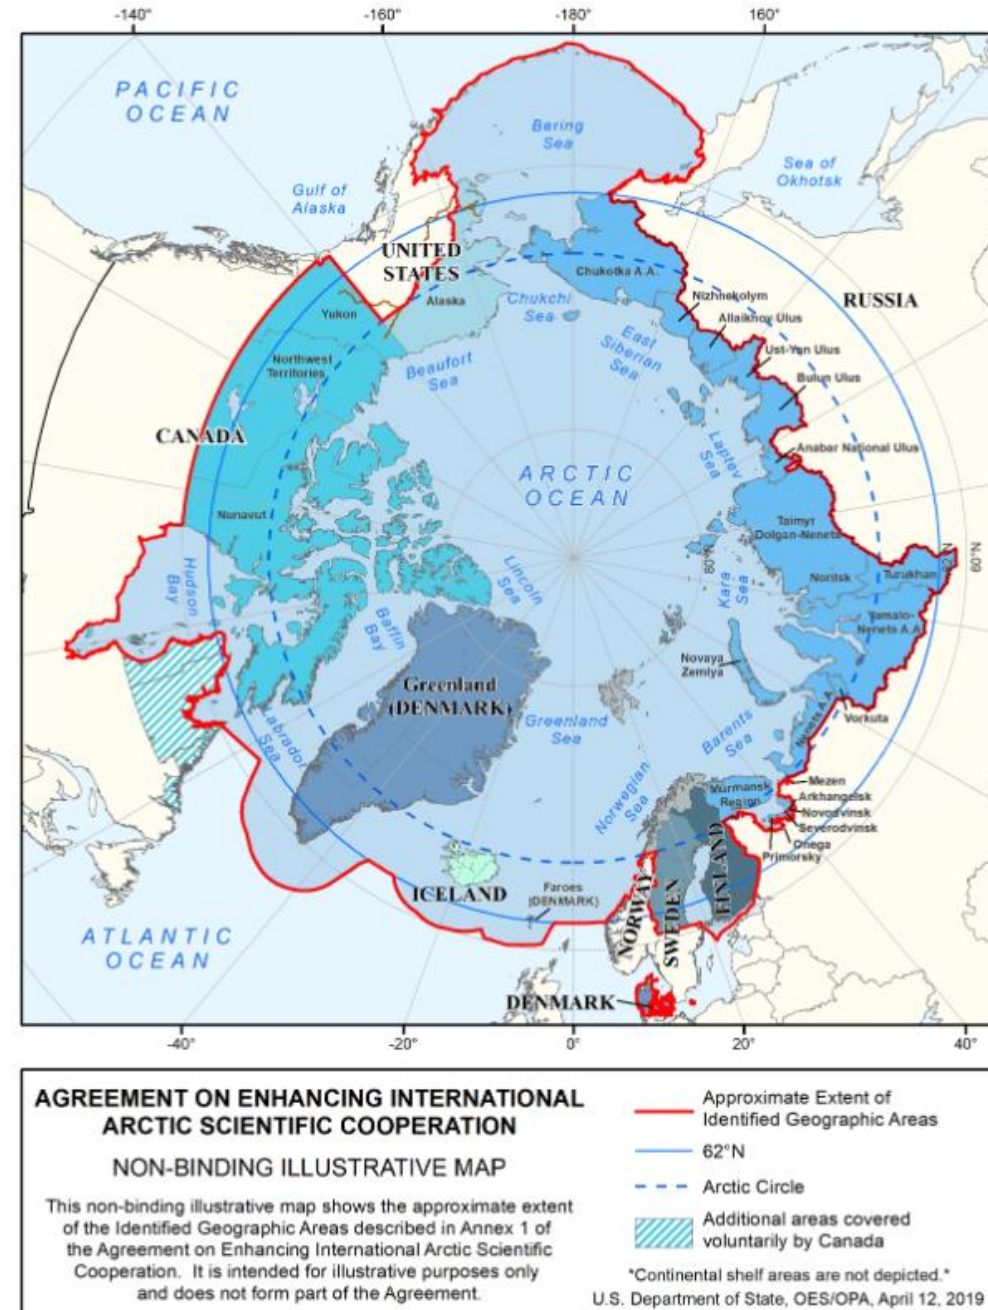 -140°
-160°
-180°
160°
PACIFIC
OCEAN
Bering
Sea
Sea of
Okhotsk
Gulf of
Alaska
UNITED
STATES
Chukotka A.A.
Nizhnekolym
RUSSIA
Alaska
Chukchi
Sea
Yukon
Allaikhov Ulus
East
Siberian
Sea
Ust-Yan Ulus
Northwest
Territories
Beaufort
Sea
Bulun Ulus
CANADA
Laptev
Sea
Anabar National Ulus
ARCTIC
OCEAN
Nunavut
Taimyr
Dolgan-Nenets
80°N
62°N
60°N
Hudson
Bay
Lincoln
Sea
Kara
Sea
Norilsk
Turukhan
Baffin
Bay
Yamalo-
Nenets A.A.
Novaya
Zemlya
Greenland
(DENMARK)
Greenland
Sea
Barents
Sea
Nenets A.A.
Vorkuta
Labrador
Sea
Norwegian
Sea
Murmansk
Region
Mezen
Arkhangelsk
Novodvinsk
Severodvinsk
Onega
Primorsky
ICELAND
Faroes
(DENMARK)
NORWAY
SWEDEN
FINLAND
ATLANTIC
OCEAN
DENMARK
-40°
-20°
0°
20°
40°
AGREEMENT ON ENHANCING INTERNATIONAL
ARCTIC SCIENTIFIC COOPERATION
NON-BINDING ILLUSTRATIVE MAP
This non-binding illustrative map shows the approximate extent
of the Identified Geographic Areas described in Annex 1 of
the Agreement on Enhancing International Arctic Scientific
Cooperation. It is intended for illustrative purposes only
and does not form part of the Agreement.
Approximate Extent of
Identified Geographic Areas
62°N
Arctic Circle
Additional areas covered
voluntarily by Canada
*Continental shelf areas are not depicted.*
U.S. Department of State, OES/OPA, April 12, 2019